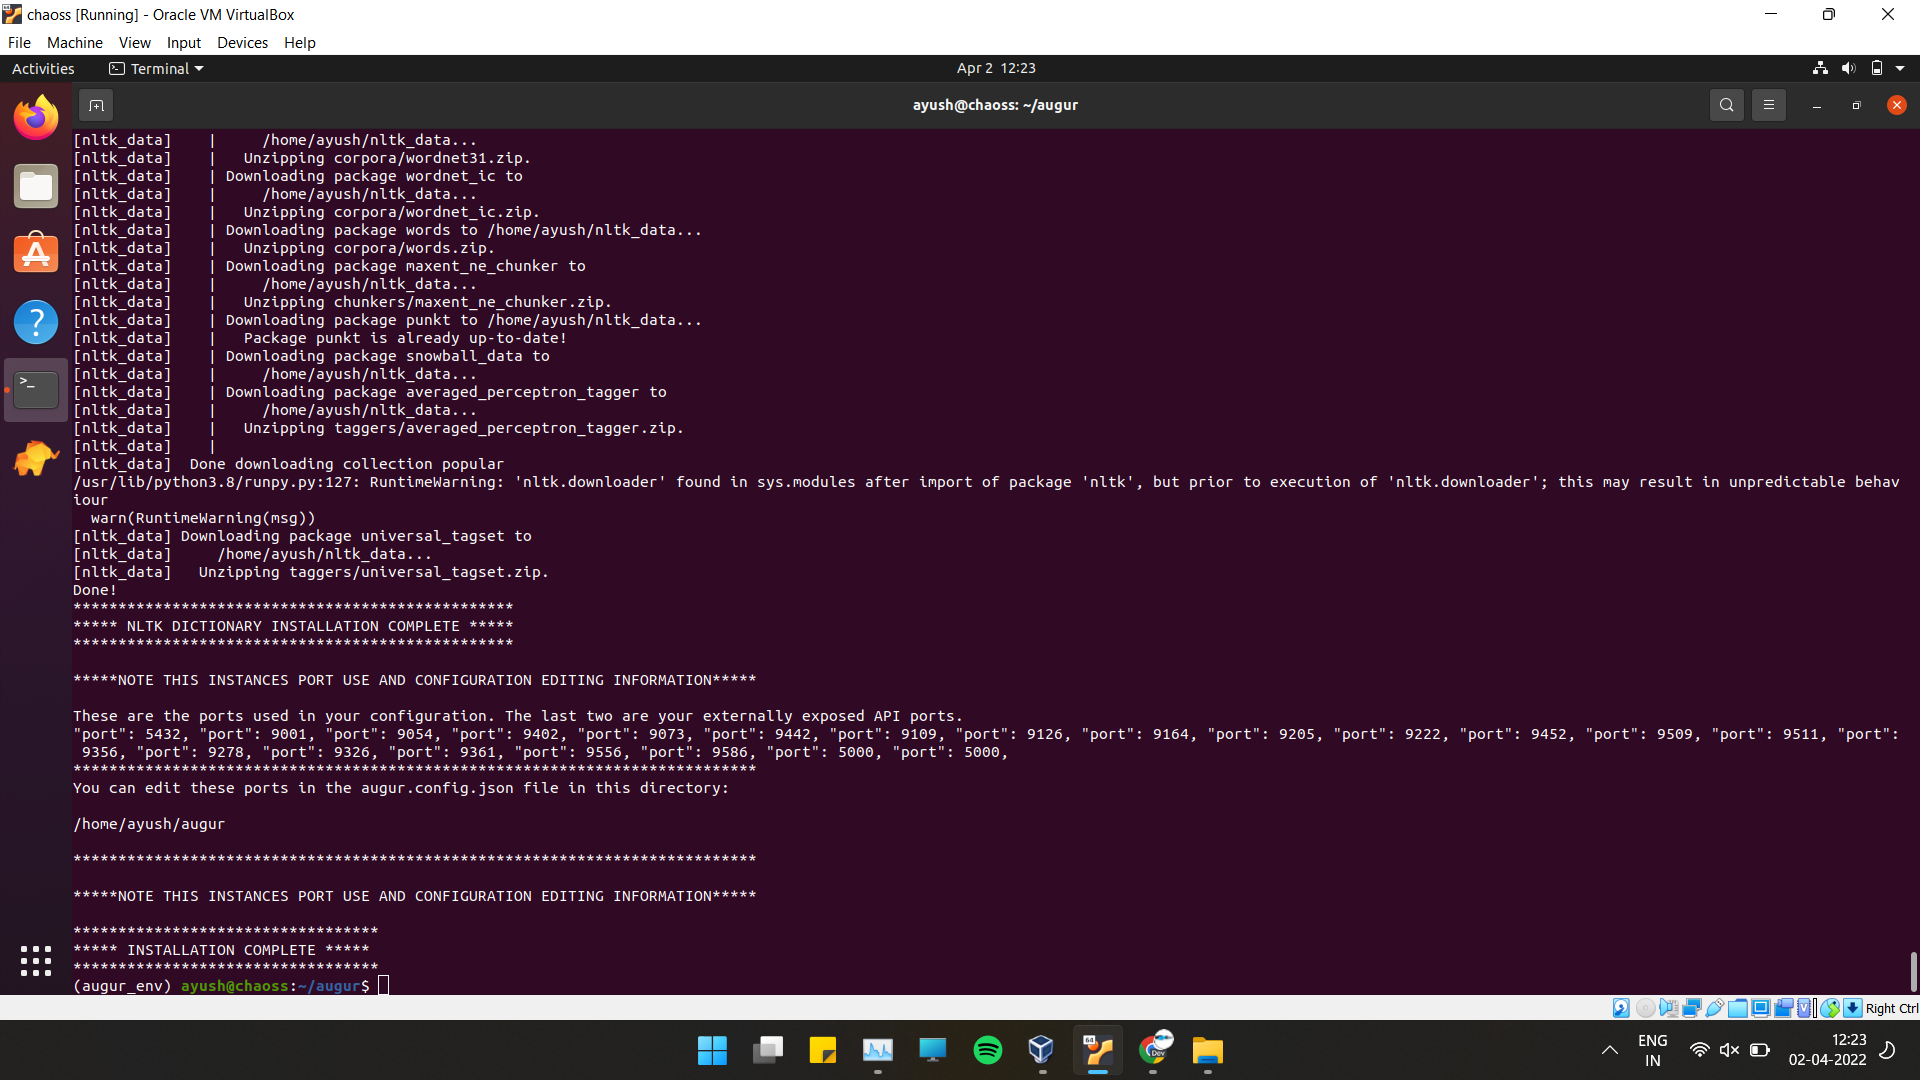 chaoss [Running] - Oracle VM VirtualBox
File Machine View Input Devices Help
Activities Terminal Apr 2 12:23
ayush@chaoss: ~/augur
[nltk_data]    |     /home/ayush/nltk_data...
[nltk_data]    |   Unzipping corpora/wordnet31.zip.
[nltk_data]    | Downloading package wordnet_ic to
[nltk_data]    |     /home/ayush/nltk_data...
[nltk_data]    |   Unzipping corpora/wordnet_ic.zip.
[nltk_data]    | Downloading package words to /home/ayush/nltk_data...
[nltk_data]    |   Unzipping corpora/words.zip.
[nltk_data]    | Downloading package maxent_ne_chunker to
[nltk_data]    |     /home/ayush/nltk_data...
[nltk_data]    |   Unzipping chunkers/maxent_ne_chunker.zip.
[nltk_data]    | Downloading package punkt to /home/ayush/nltk_data...
[nltk_data]    |   Package punkt is already up-to-date!
[nltk_data]    | Downloading package snowball_data to
[nltk_data]    |     /home/ayush/nltk_data...
[nltk_data]    | Downloading package averaged_perceptron_tagger to
[nltk_data]    |     /home/ayush/nltk_data...
[nltk_data]    |   Unzipping taggers/averaged_perceptron_tagger.zip.
[nltk_data]    |
[nltk_data]  Done downloading collection popular
/usr/lib/python3.8/runpy.py:127: RuntimeWarning: 'nltk.downloader' found in sys.modules after import of package 'nltk', but prior to execution of 'nltk.downloader'; this may result in unpredictable behav
iour
  warn(RuntimeWarning(msg))
[nltk_data] Downloading package universal_tagset to
[nltk_data]     /home/ayush/nltk_data...
[nltk_data]   Unzipping taggers/universal_tagset.zip.
Done!
*************************************************
***** NLTK DICTIONARY INSTALLATION COMPLETE *****
*************************************************
*****NOTE THIS INSTANCES PORT USE AND CONFIGURATION EDITING INFORMATION*****
These are the ports used in your configuration. The last two are your externally exposed API ports.
"port": 5432, "port": 9001, "port": 9054, "port": 9402, "port": 9073, "port": 9442, "port": 9109, "port": 9126, "port": 9164, "port": 9205, "port": 9222, "port": 9452, "port": 9509, "port": 9511, "port":
 9356, "port": 9278, "port": 9326, "port": 9361, "port": 9556, "port": 9586, "port": 5000, "port": 5000,
****************************************************************************
You can edit these ports in the augur.config.json file in this directory:
/home/ayush/augur
****************************************************************************
*****NOTE THIS INSTANCES PORT USE AND CONFIGURATION EDITING INFORMATION*****
**********************************
***** INSTALLATION COMPLETE *****
**********************************
(augur_env) ayush@chaoss:~/augur$
Right Ctrl
64
Dev
ENG
IN
12:23
02-04-2022